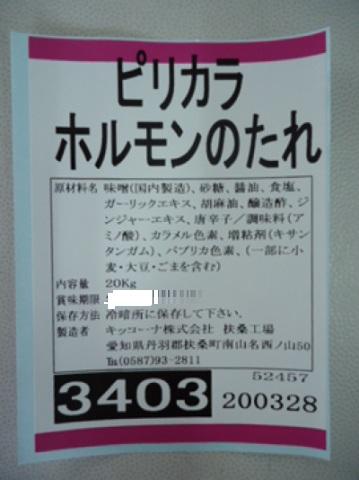 ピリカラ
ホルモンのたれ
原材料名 味噌(国内製造)、砂糖、醤油、食塩、
ガーリックエキス、胡麻油、醸造酢、ジ
ンジャーエキス、唐辛子／調味料(ア
ミノ酸)、カラメル色素、増粘剤(キサン
タンガム)、パプリカ色素、(一部に小
麦・大豆・ごまを含む)
内容量 20Kg
賞味期限
保存方法 冷暗所に保存して下さい.
製造者 キッコーナ株式会社 扶桑工場
愛知県丹羽郡扶桑町南山名西ノ山50
℡(0587)93-2811
52457
3403 200328